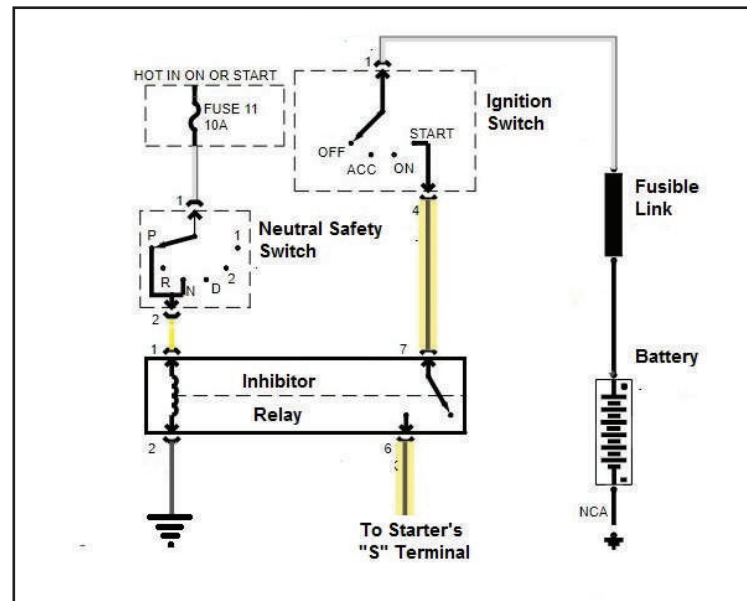 HOT IN ON OR START
FUSE 11
10A
1
Ignition
Switch
OFF
ACC
ON
START
4
Fusible
Link
1
Neutral Safety
Switch
P
R
N
D
2
1
2
1
7
Inhibitor
Relay
2
6
Battery
NCA
To Starter's
"S" Terminal
1